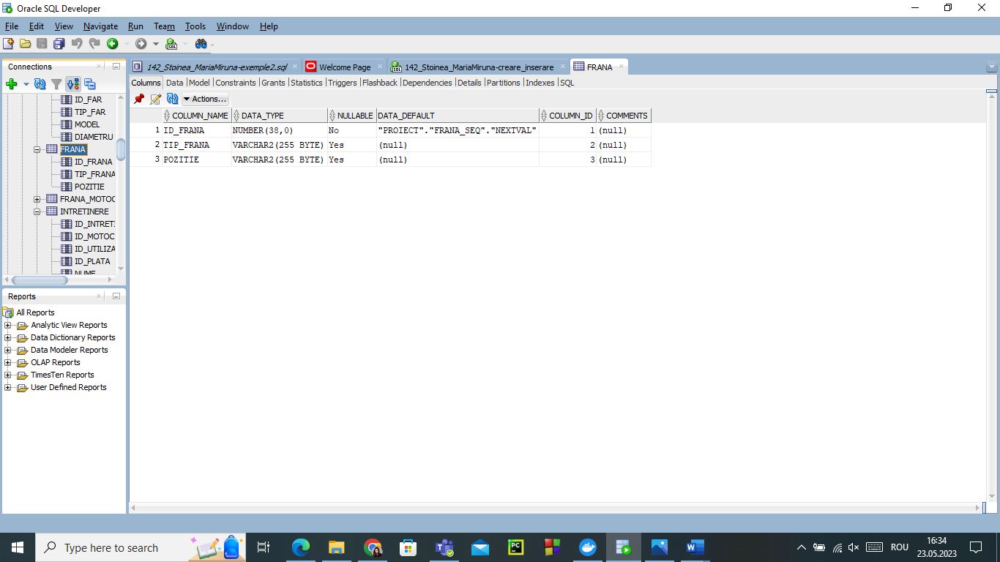 Oracle SQL Developer
File Edit View Navigate Run Team Tools Window Help
SQL
Connections
142_Stoinea_MariaMiruna-exemple2.sql Welcome Page 142_Stoinea_MariaMiruna-creare_inserare FRANA
Columns Data Model Constraints Grants Statistics Triggers Flashback Dependencies Details Partitions Indexes SQL
Actions...
COLUMN_NAME DATA_TYPE NULLABLE DATA_DEFAULT COLUMN_ID COMMENTS
1 ID_FRANA NUMBER(38,0) No "PROIECT"."FRANA_SEQ"."NEXTVAL" 1 (null)
2 TIP_FRANA VARCHAR2(255 BYTE) Yes (null) 2 (null)
3 POZITIE VARCHAR2(255 BYTE) Yes (null) 3 (null)
ID_FAR
TIP_FAR
MODEL
DIAMETRU
FRANA
ID_FRANA
TIP_FRANA
POZITIE
FRANA_MOTOC
INTRETINERE
ID_INTRETI
ID_MOTOC
ID_UTILIZA
ID_PLATA
NUME
Reports
All Reports
Analytic View Reports
Data Dictionary Reports
Data Modeler Reports
OLAP Reports
TimesTen Reports
User Defined Reports
Type here to search
PC
W
ROU
16:34
23.05.2023